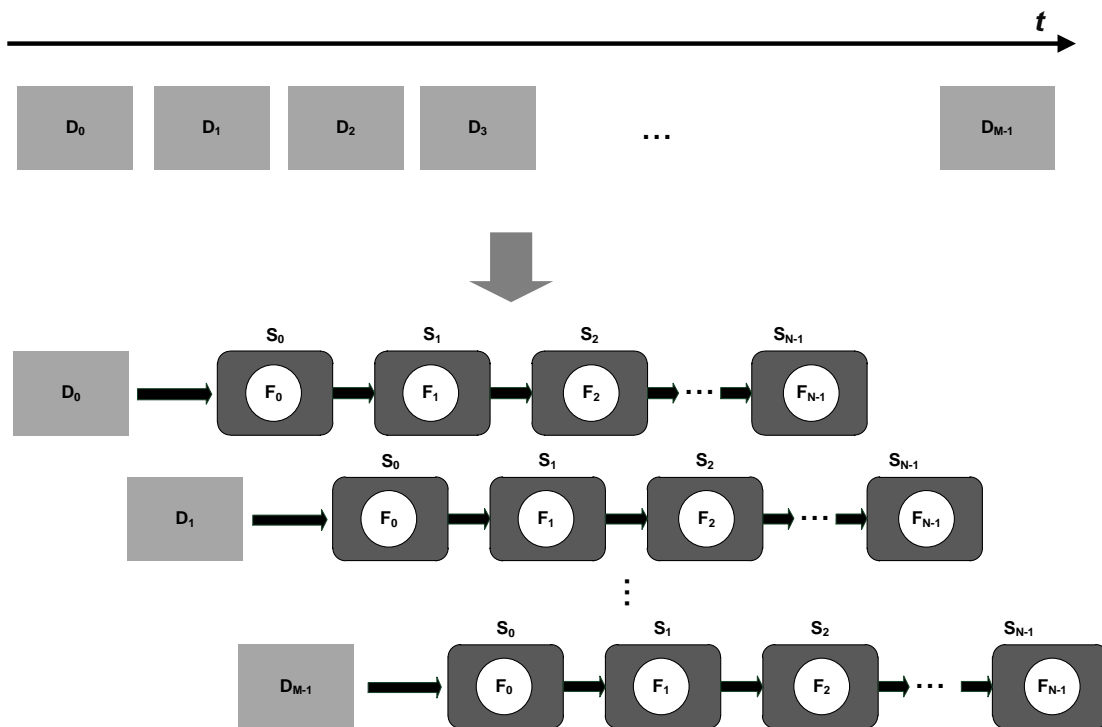 t
D0 D1 D2 D3 ... DM-1
S0 S1 S2 SN-1
D0 F0 F1 F2 ... FN-1
S0 S1 S2 SN-1
D1 F0 F1 F2 ... FN-1
⋮
S0 S1 S2 SN-1
DM-1 F0 F1 F2 ... FN-1